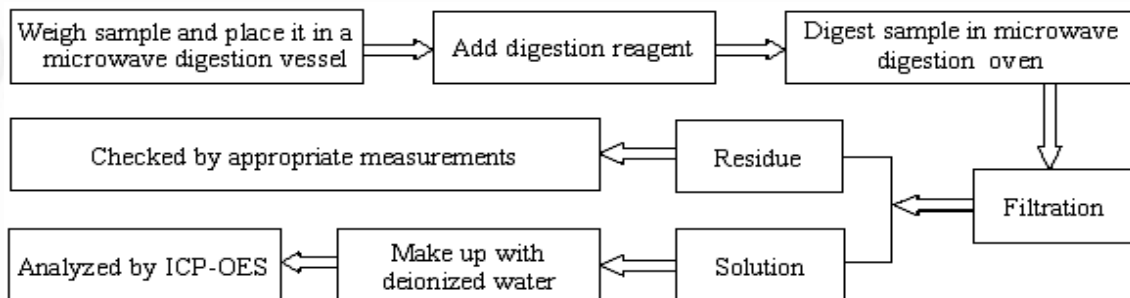 Weigh sample and place it in a
microwave digestion vessel
Add digestion reagent
Digest sample in microwave
digestion oven
Checked by appropriate measurements
Residue
Filtration
Analyzed by ICP-OES
Make up with
deionized water
Solution